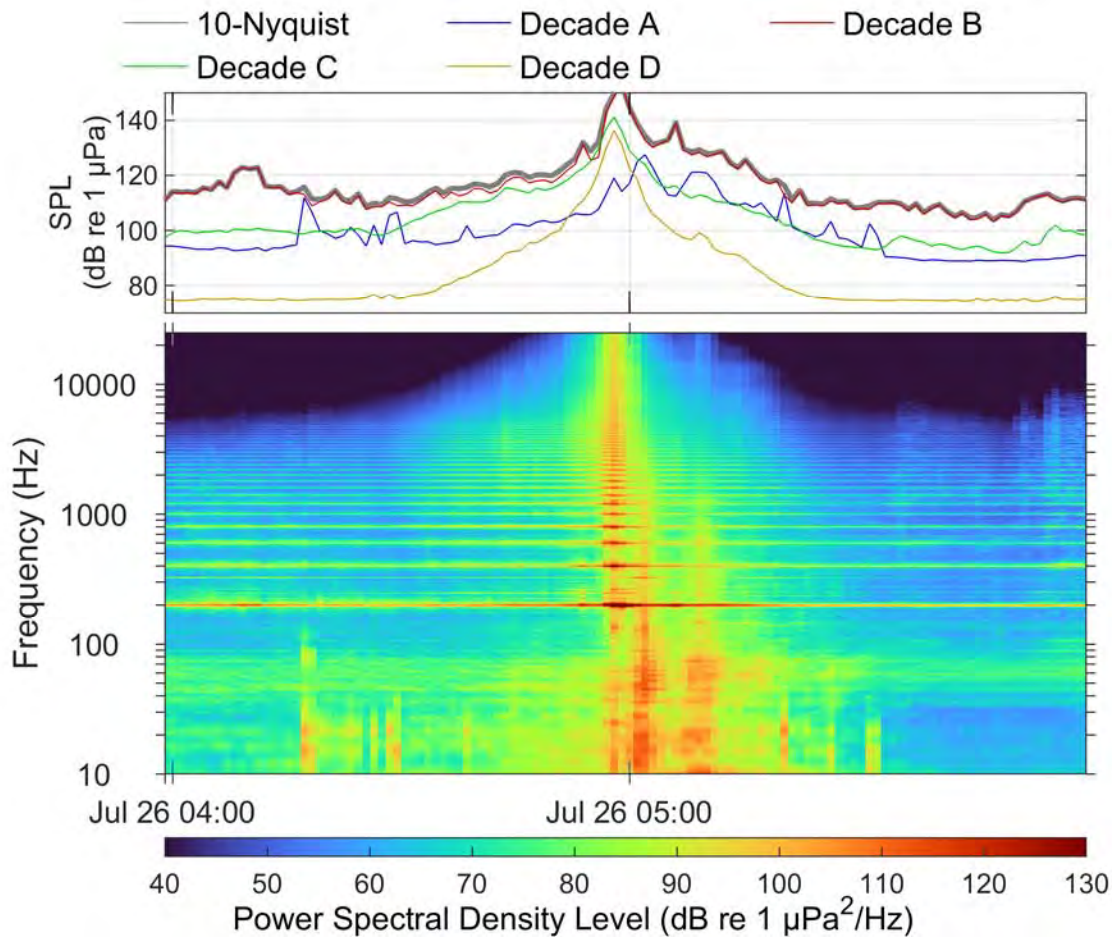 10-Nyquist Decade A Decade B
Decade C Decade D
140
120
100
80
SPL
(dB re 1 µPa)
10000
1000
100
10
Frequency (Hz)
Jul 26 04:00 Jul 26 05:00
40 50 60 70 80 90 100 110 120 130
Power Spectral Density Level (dB re 1 µPa²/Hz)